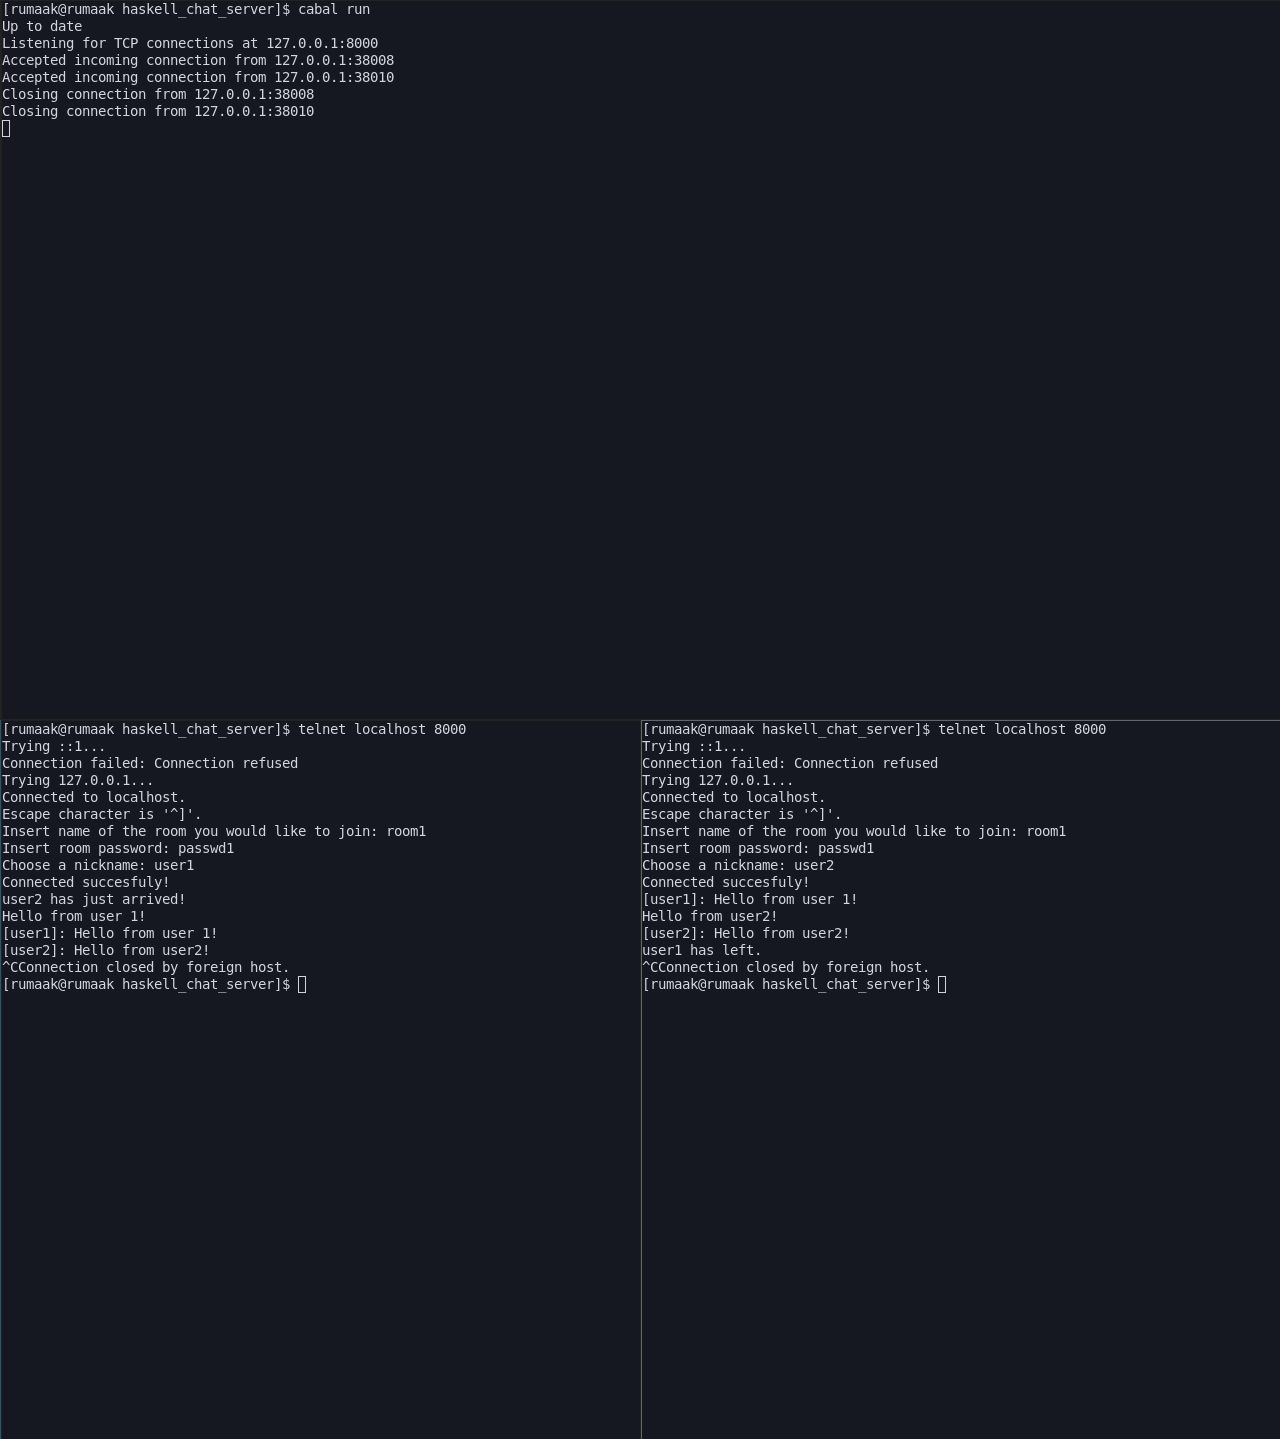 [rumaak@rumaak haskell_chat_server]$ cabal run
Up to date
Listening for TCP connections at 127.0.0.1:8000
Accepted incoming connection from 127.0.0.1:38008
Accepted incoming connection from 127.0.0.1:38010
Closing connection from 127.0.0.1:38008
Closing connection from 127.0.0.1:38010
[rumaak@rumaak haskell_chat_server]$ telnet localhost 8000
Trying ::1...
Connection failed: Connection refused
Trying 127.0.0.1...
Connected to localhost.
Escape character is '^]'.
Insert name of the room you would like to join: room1
Insert room password: passwd1
Choose a nickname: user1
Connected succesfuly!
user2 has just arrived!
Hello from user 1!
[user1]: Hello from user 1!
[user2]: Hello from user2!
^CConnection closed by foreign host.
[rumaak@rumaak haskell_chat_server]$
[rumaak@rumaak haskell_chat_server]$ telnet localhost 8000
Trying ::1...
Connection failed: Connection refused
Trying 127.0.0.1...
Connected to localhost.
Escape character is '^]'.
Insert name of the room you would like to join: room1
Insert room password: passwd1
Choose a nickname: user2
Connected succesfuly!
[user1]: Hello from user 1!
Hello from user2!
[user2]: Hello from user2!
user1 has left.
^CConnection closed by foreign host.
[rumaak@rumaak haskell_chat_server]$